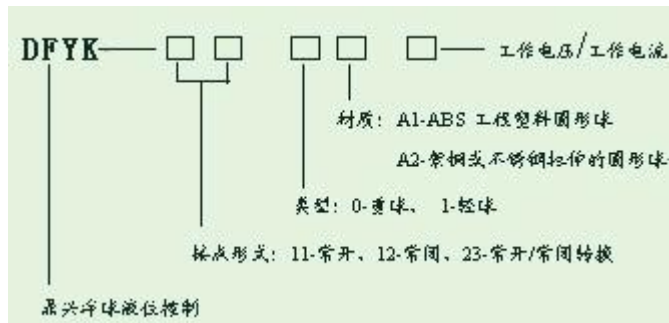 DFYK——□ □ □ □ □——工作电压/工作电流
材质：A1-ABS 工程塑料圆形球
A2-紫铜或不锈钢拉伸的圆形球
类型：0-重球、 1-轻球
接点形式：11-常开、12-常闭、23-常开/常闭转换
鼎兴浮球液位控制